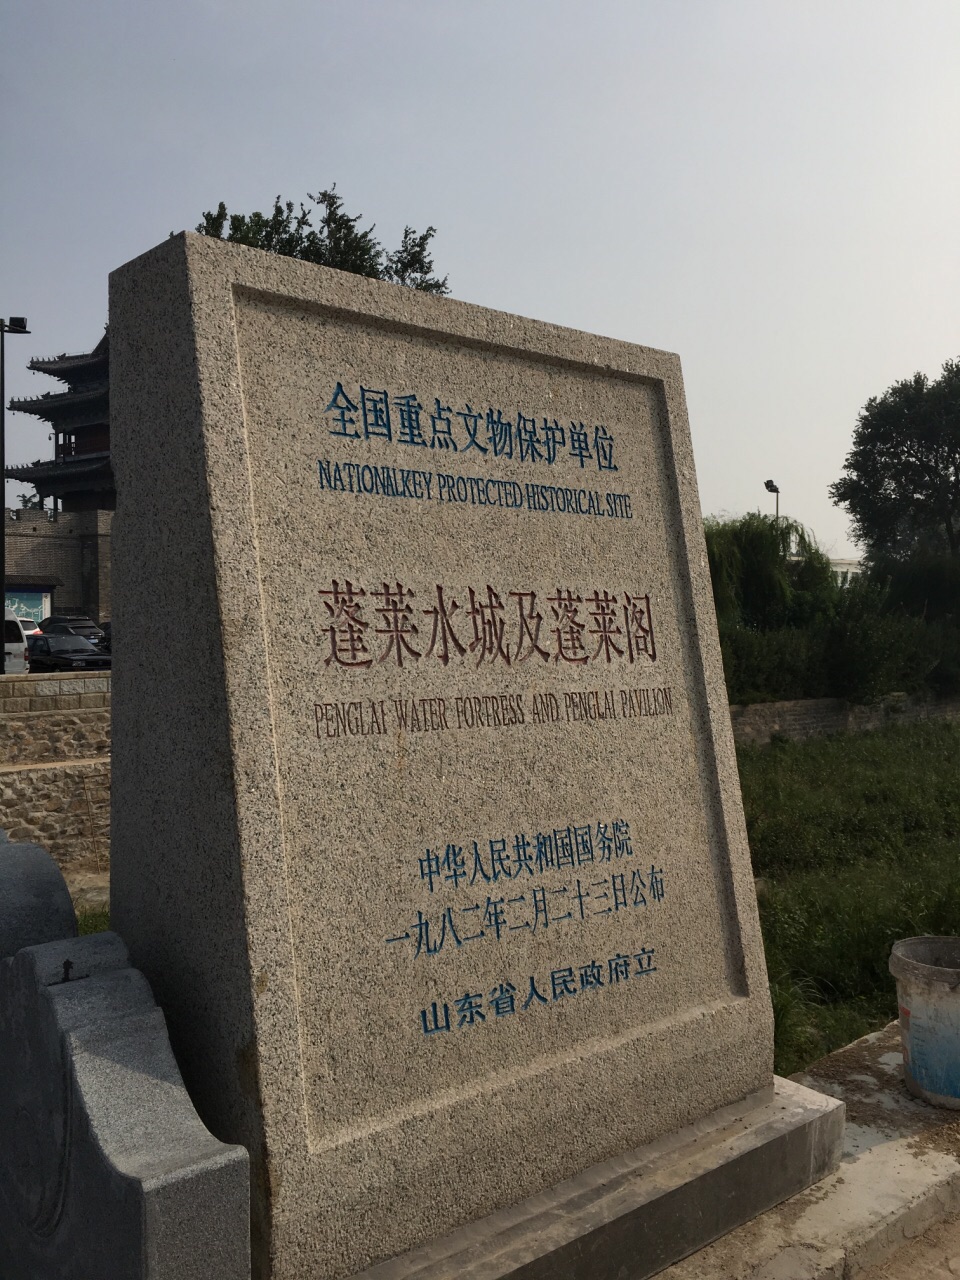 全国重点文物保护单位
NATIONALKEY PROTECTED HISTORICAL SITE
蓬莱水城及蓬莱阁
PENGLAI WATER FORTRESS AND PENGLAI PAVILION
中华人民共和国国务院
一九八二年二月二十三日公布
山东省人民政府立